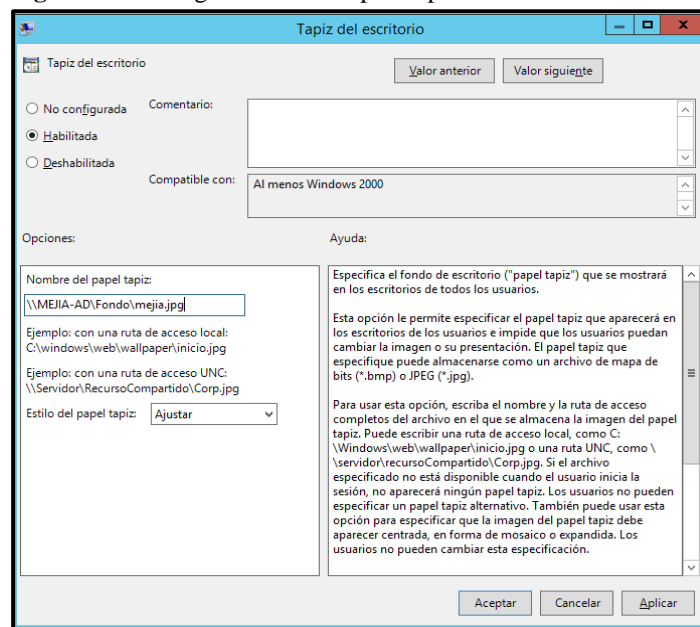 Tapiz del escritorio
Tapiz del escritorio
Valor anterior
Valor siguiente
No configurada
Comentario:
Habilitada
Deshabilitada
Compatible con:
Al menos Windows 2000
Opciones:
Ayuda:
Nombre del papel tapiz:
\\MEJIA-AD\Fondo\mejia.jpg
Ejemplo: con una ruta de acceso local:
C:\windows\web\wallpaper\inicio.jpg
Ejemplo: con una ruta de acceso UNC:
\\Servidor\RecursoCompartido\Corp.jpg
Estilo del papel tapiz:
Ajustar
Especifica el fondo de escritorio ("papel tapiz") que se mostrará
en los escritorios de todos los usuarios.
Esta opción le permite especificar el papel tapiz que aparecerá en
los escritorios de los usuarios e impide que los usuarios puedan
cambiar la imagen o su presentación. El papel tapiz que
especifique puede almacenarse como un archivo de mapa de
bits (*.bmp) o JPEG (*.jpg).
Para usar esta opción, escriba el nombre y la ruta de acceso
completos del archivo en el que se almacena la imagen del papel
tapiz. Puede escribir una ruta de acceso local, como C:
\Windows\web\wallpaper\inicio.jpg o una ruta UNC, como \
\servidor\recursoCompartido\Corp.jpg. Si el archivo
especificado no está disponible cuando el usuario inicia la
sesión, no aparecerá ningún papel tapiz. Los usuarios no pueden
especificar un papel tapiz alternativo. También puede usar esta
opción para especificar que la imagen del papel tapiz debe
aparecer centrada, en forma de mosaico o expandida. Los
usuarios no pueden cambiar esta especificación.
Aceptar
Cancelar
Aplicar